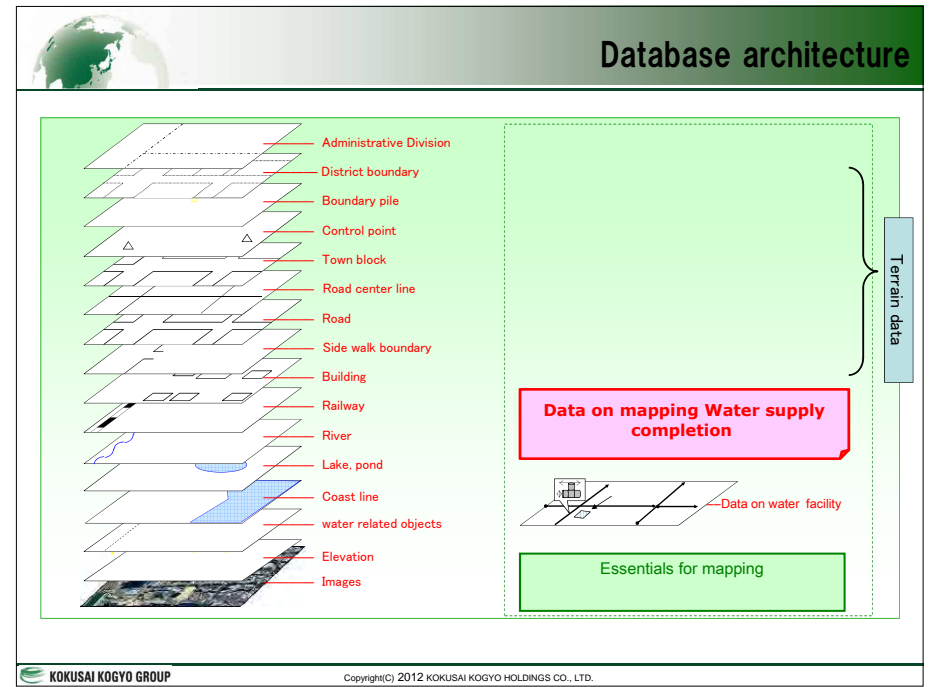 Database architecture
Administrative Division
District boundary
Boundary pile
Control point
Town block
Road center line
Road
Side walk boundary
Building
Railway
River
Lake, pond
Coast line
water related objects
Elevation
Images
Terrain data
Data on mapping Water supply
completion
Data on water facility
Essentials for mapping
KOKUSAI KOGYO GROUP
Copyright(C) 2012 KOKUSAI KOGYO HOLDINGS CO., LTD.